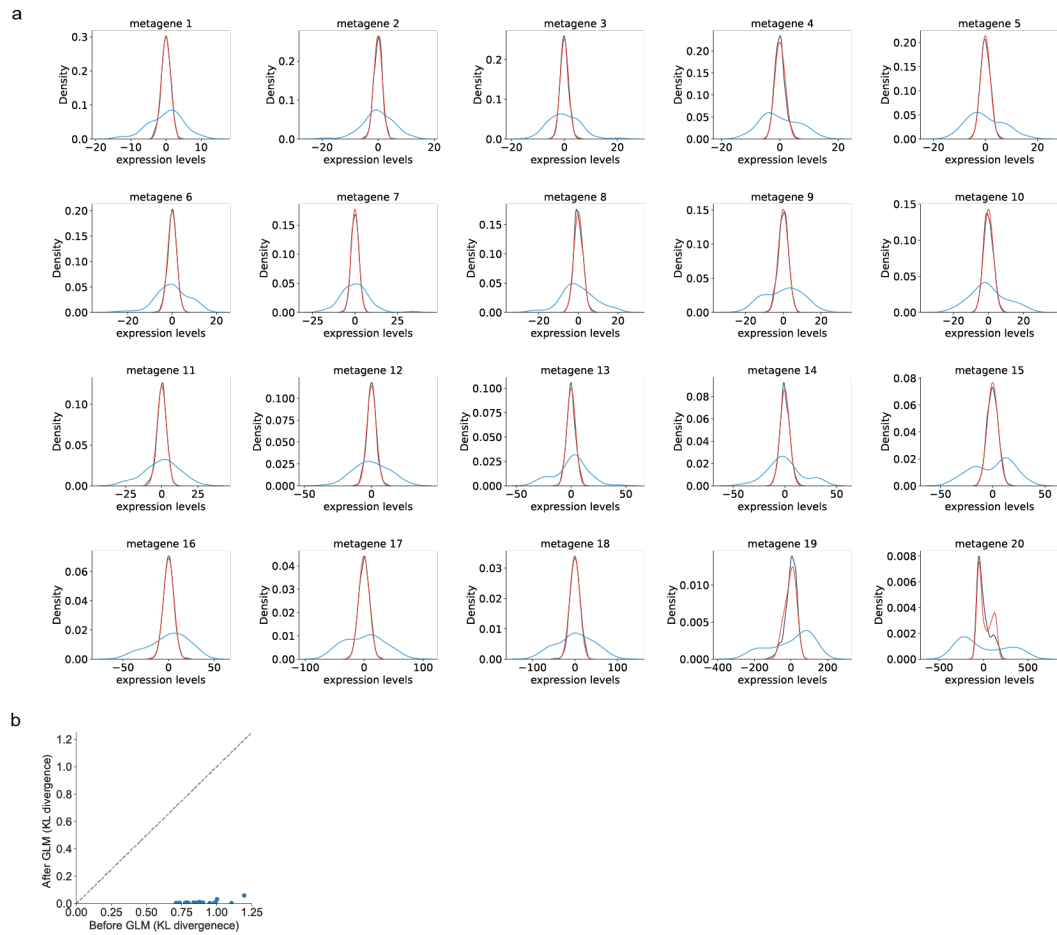 a
metagene 1
metagene 2
metagene 3
metagene 4
metagene 5
Density
0.3
0.2
0.1
0.0
−20
−10
0
10
expression levels
Density
0.2
0.1
0.0
−20
0
20
expression levels
Density
0.2
0.1
0.0
−20
0
20
expression levels
Density
0.20
0.15
0.10
0.05
0.00
−20
0
20
expression levels
Density
0.20
0.15
0.10
0.05
0.00
−20
0
20
expression levels
metagene 6
metagene 7
metagene 8
metagene 9
metagene 10
Density
0.20
0.15
0.10
0.05
0.00
−20
0
20
expression levels
Density
0.15
0.10
0.05
0.00
−25
0
25
expression levels
Density
0.15
0.10
0.05
0.00
−20
0
20
expression levels
Density
0.15
0.10
0.05
0.00
−20
0
20
expression levels
Density
0.15
0.10
0.05
0.00
−20
0
20
expression levels
metagene 11
metagene 12
metagene 13
metagene 14
metagene 15
Density
0.10
0.05
0.00
−25
0
25
expression levels
Density
0.100
0.075
0.050
0.025
0.000
−50
0
expression levels
Density
0.100
0.075
0.050
0.025
0.000
−50
0
50
expression levels
Density
0.08
0.06
0.04
0.02
0.00
−50
0
50
expression levels
Density
0.08
0.06
0.04
0.02
0.00
−50
0
50
expression levels
metagene 16
metagene 17
metagene 18
metagene 19
metagene 20
Density
0.06
0.04
0.02
0.00
−50
0
50
expression levels
Density
0.04
0.03
0.02
0.01
0.00
−100
0
100
expression levels
Density
0.03
0.02
0.01
0.00
−100
0
100
expression levels
Density
0.010
0.005
0.000
−400
−200
0
200
expression levels
Density
0.008
0.006
0.004
0.002
0.000
−500
0
500
expression levels
b
After GLM (KL divergence)
1.2
1.0
0.8
0.6
0.4
0.2
0.0
0.00
0.25
0.50
0.75
1.00
1.25
Before GLM (KL divergenece)